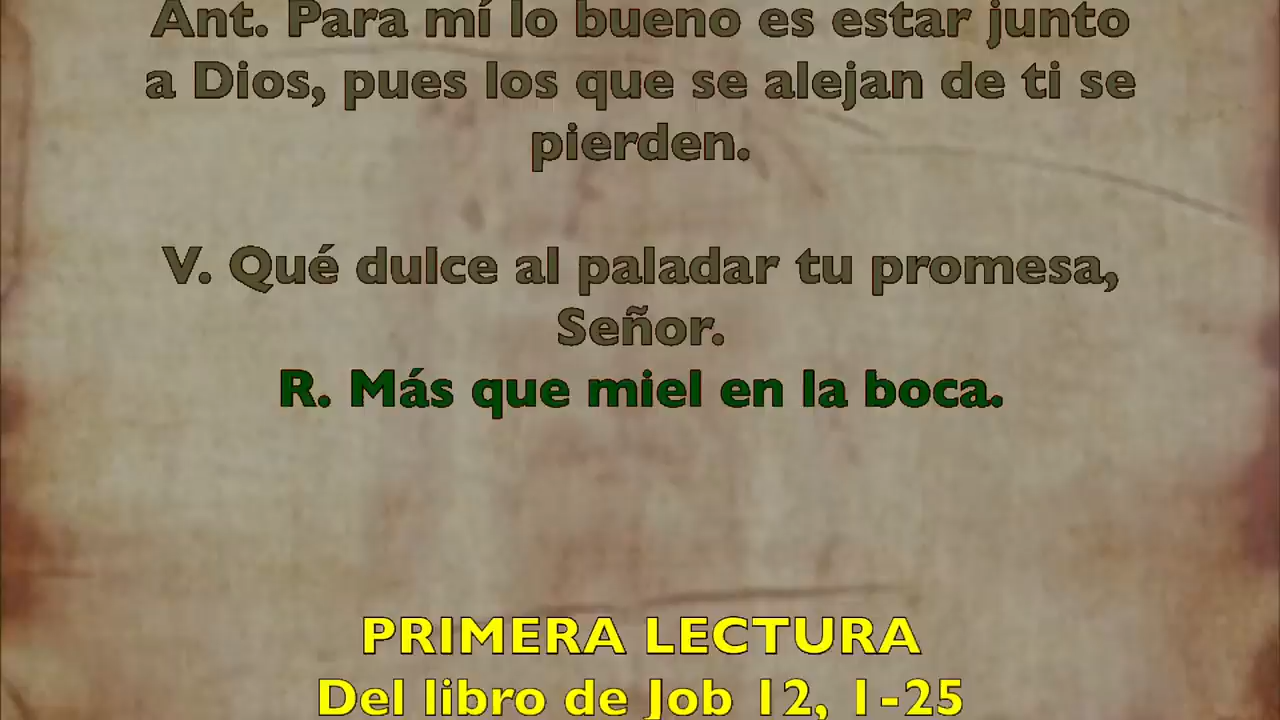 Ant. Para mí lo bueno es estar junto
a Dios, pues los que se alejan de ti se
pierden.
V. Qué dulce al paladar tu promesa,
Señor.
R. Más que miel en la boca.
PRIMERA LECTURA
Del libro de Job 12, 1-25